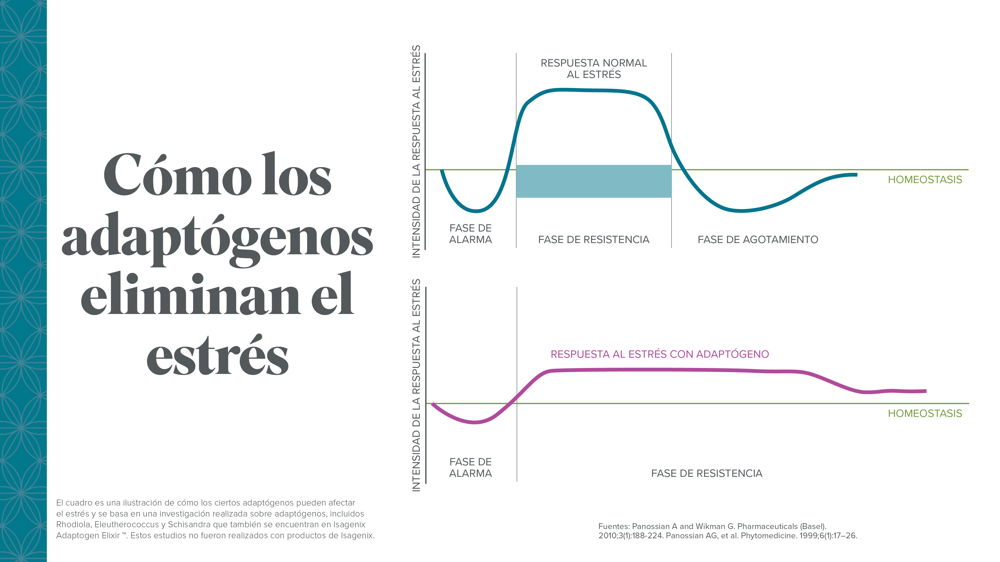 Cómo los
adaptógenos
eliminan el
estrés
El cuadro es una ilustración de cómo los ciertos adaptógenos pueden afectar
el estrés y se basa en una investigación realizada sobre adaptógenos, incluidos
Rhodiola, Eleutherococcus y Schisandra que también se encuentran en Isagenix
Adaptogen Elixir ™. Estos estudios no fueron realizados con productos de Isagenix.
INTENSIDAD DE LA RESPUESTA AL ESTRÉS
RESPUESTA NORMAL
AL ESTRÉS
HOMEOSTASIS
FASE DE
ALARMA
FASE DE RESISTENCIA
FASE DE AGOTAMIENTO
INTENSIDAD DE LA RESPUESTA AL ESTRÉS
RESPUESTA AL ESTRÉS CON ADAPTÓGENO
HOMEOSTASIS
FASE DE
ALARMA
FASE DE RESISTENCIA
Fuentes: Panossian A and Wikman G. Pharmaceuticals (Basel).
2010;3(1):188-224. Panossian AG, et al. Phytomedicine. 1999;6(1):17–26.